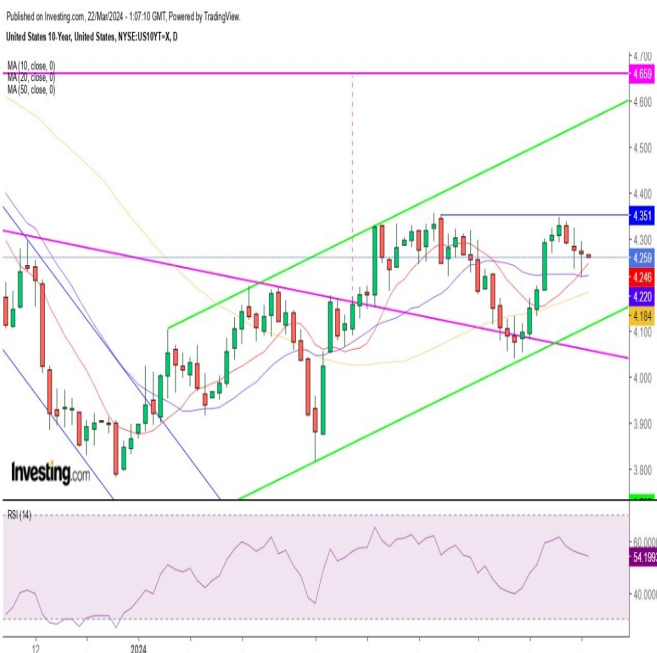 Published on Investing.com, 22/Mar/2024 - 1:07:10 GMT, Powered by TradingView.
United States 10-Year, United States, NYSE:US10YT=X, D
MA (10, close, 0)
MA (20, close, 0)
MA (50, close, 0)
4.700
4.659
4.600
4.500
4.400
4.351
4.300
4.259
4.246
4.220
4.184
4.100
4.000
3.900
3.800
Investing.com
RSI (14)
60.0000
54.1993
40.0000
12
2024